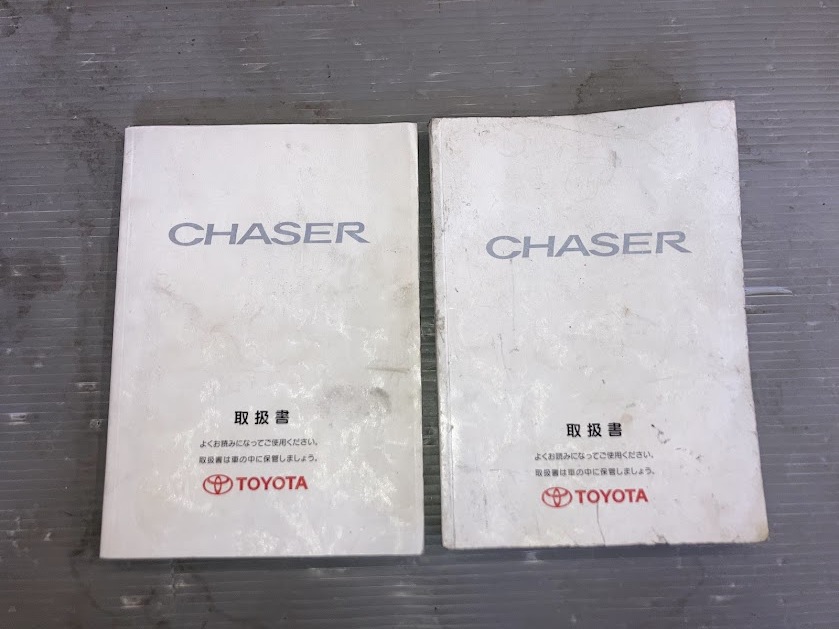 CHASER
取扱書
よくお読みになってご使用ください。
取扱書は車の中に保管しましょう。
TOYOTA
CHASER
取扱書
よくお読みになってご使用ください。
取扱書は車の中に保管しましょう。
TOYOTA